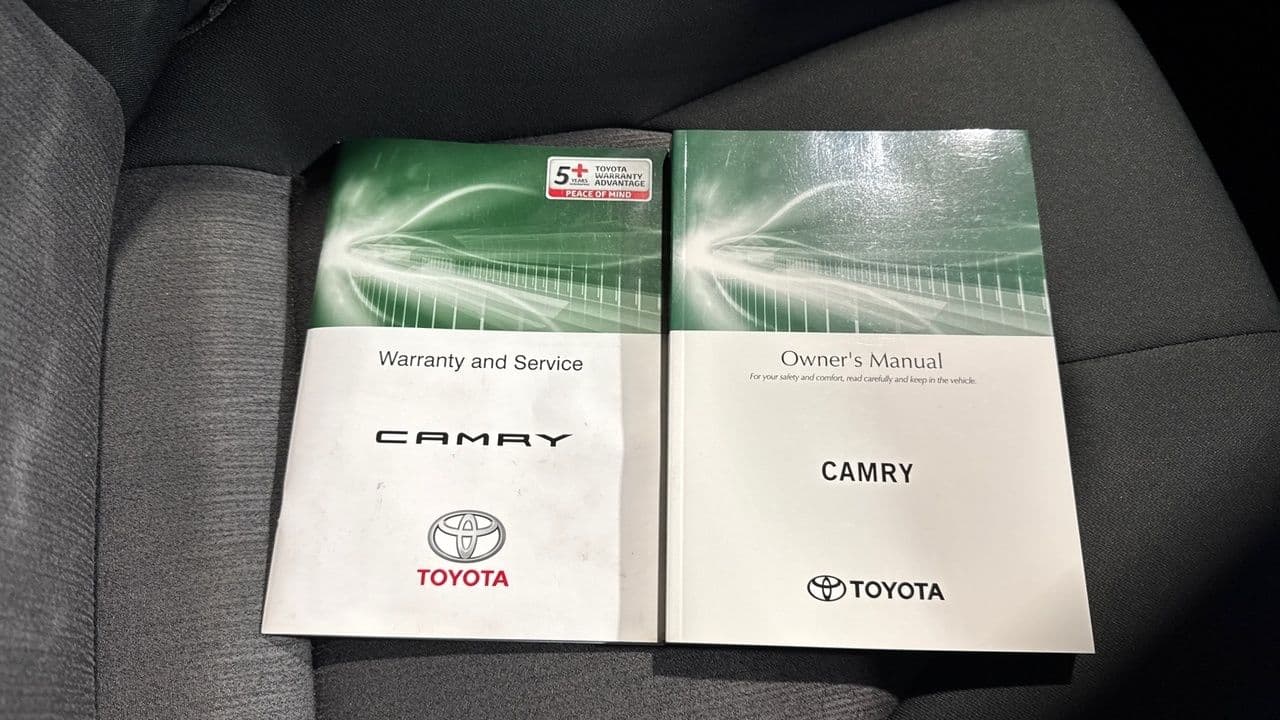 5+
YEARS
TOYOTA
WARRANTY
ADVANTAGE
PEACE OF MIND
Warranty and Service
CAMRY
TOYOTA
Owner's Manual
For your safety and comfort, read carefully and keep in the vehicle.
CAMRY
TOYOTA